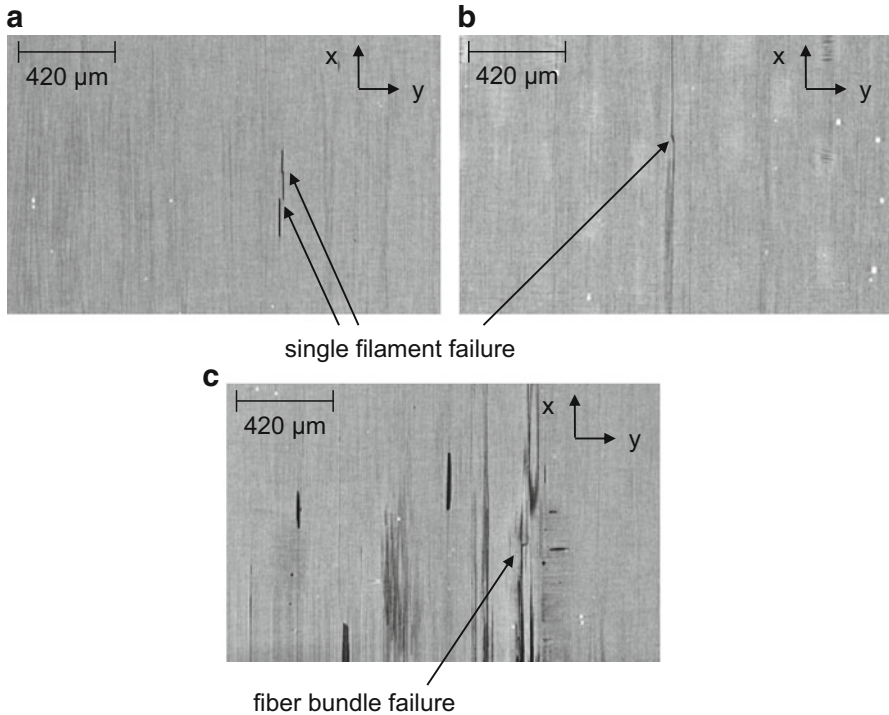 a
420 µm
x
y
b
420 µm
x
y
single filament failure
c
420 µm
x
y
fiber bundle failure